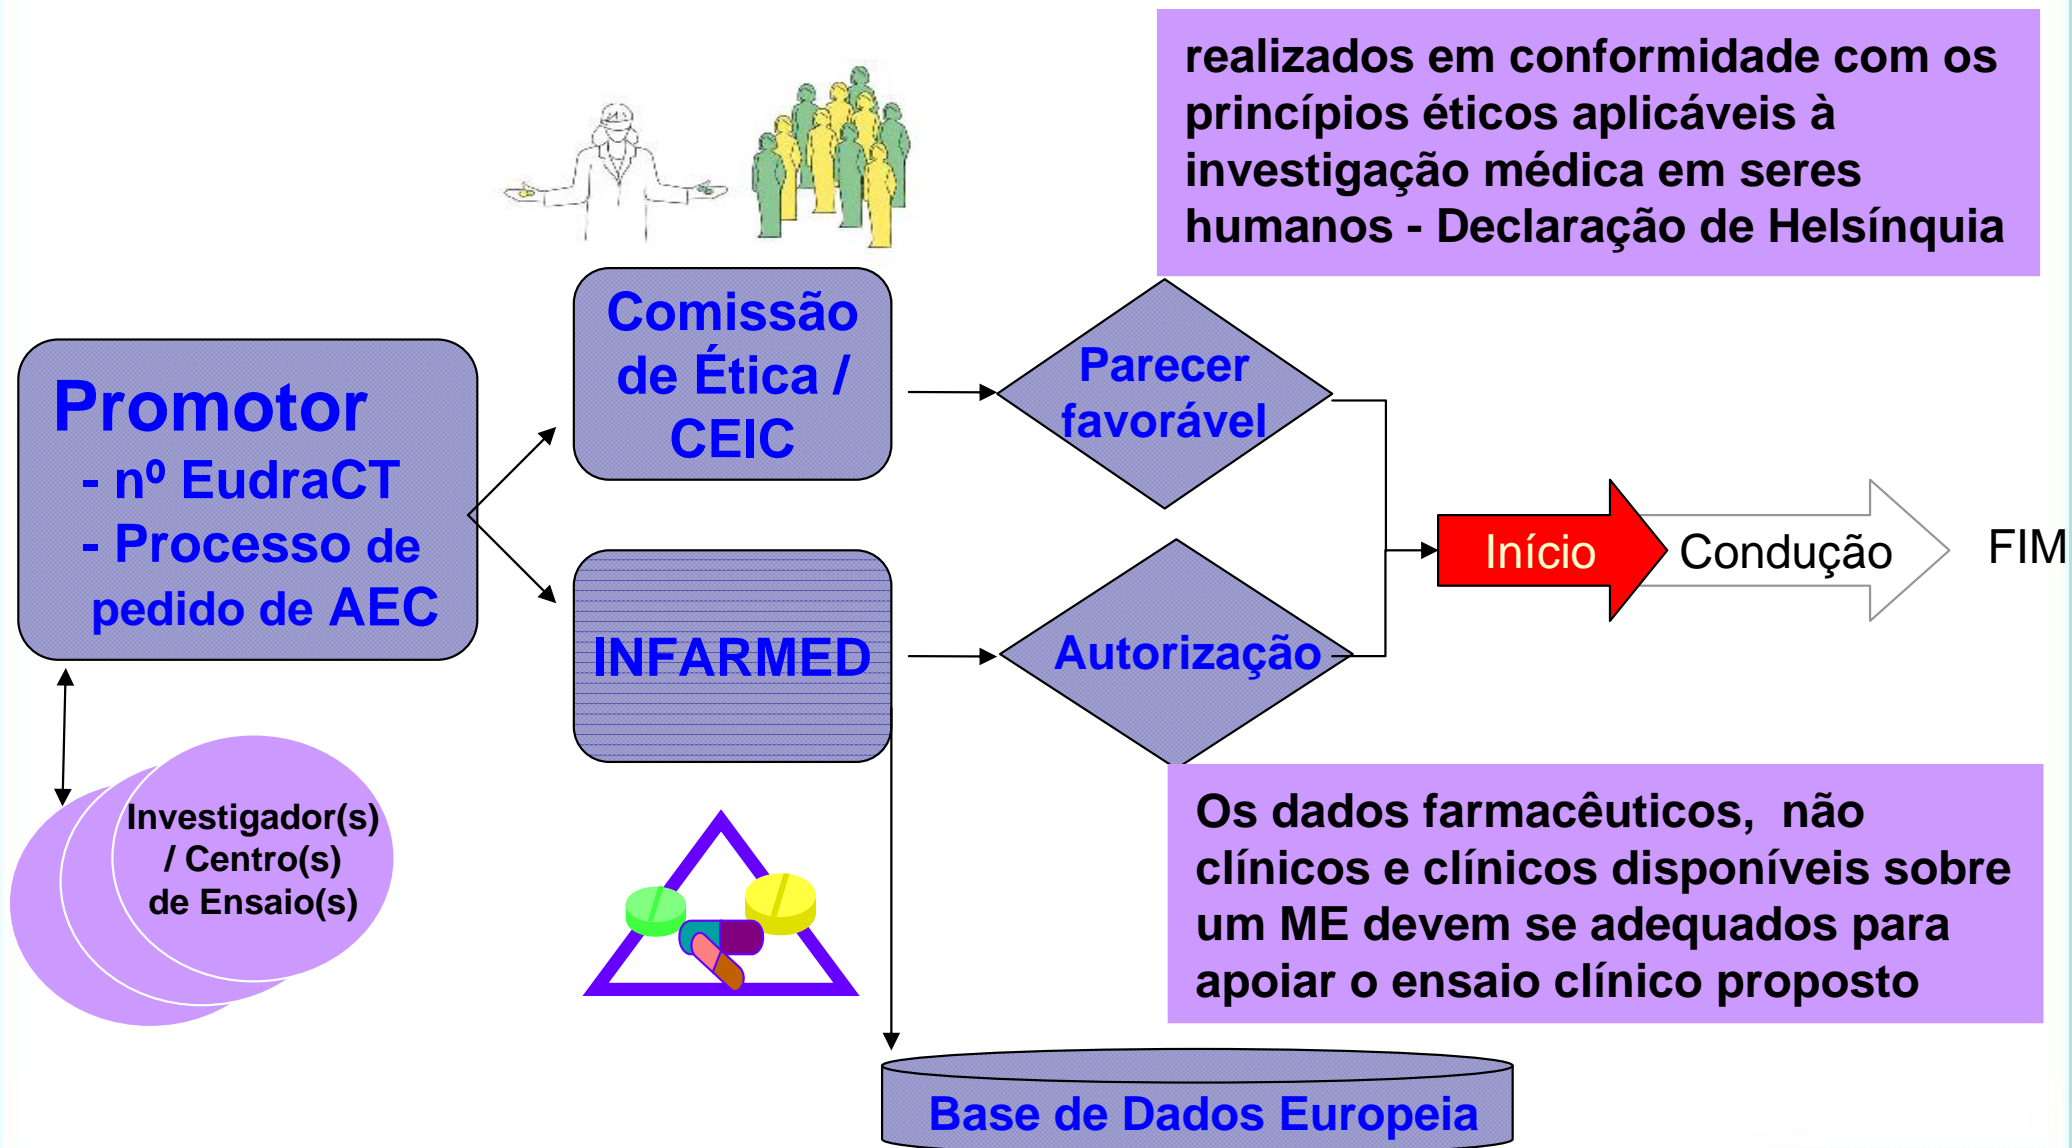 realizados em conformidade com os
princípios éticos aplicáveis à
investigação médica em seres
humanos - Declaração de Helsínquia
Comissão
de Ética /
CEIC
Parecer
favorável
Promotor
- nº EudraCT
- Processo de
pedido de AEC
Início
Condução
FIM
INFARMED
Autorização
Investigador(s)
/ Centro(s)
de Ensaio(s)
Os dados farmacêuticos, não
clínicos e clínicos disponíveis sobre
um ME devem se adequados para
apoiar o ensaio clínico proposto
Base de Dados Europeia